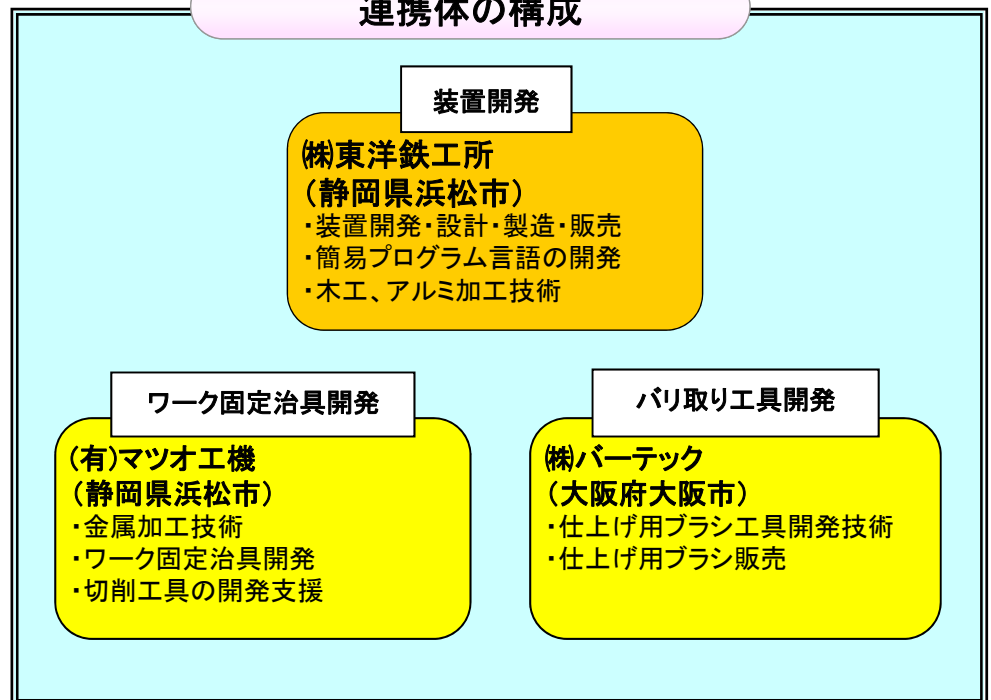 連携体の構成
装置開発
㈱東洋鉄工所
(静岡県浜松市)
・装置開発・設計・製造・販売
・簡易プログラム言語の開発
・木工、アルミ加工技術
ワーク固定治具開発
(有)マツオ工機
(静岡県浜松市)
・金属加工技術
・ワーク固定治具開発
・切削工具の開発支援
バリ取り工具開発
㈱バーテック
(大阪府大阪市)
・仕上げ用ブラシ工具開発技術
・仕上げ用ブラシ販売